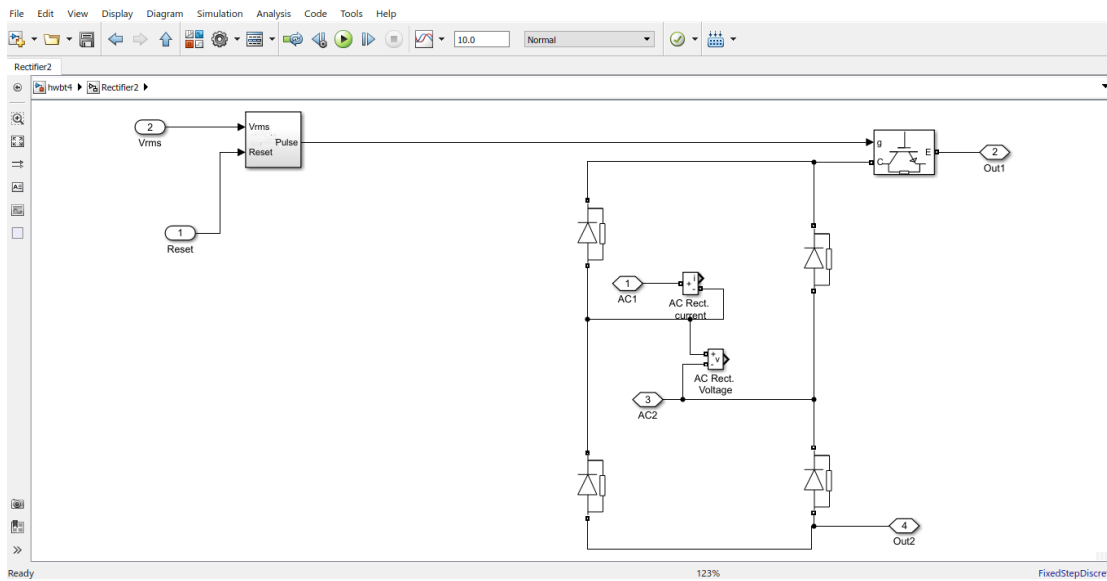 File Edit View Display Diagram Simulation Analysis Code Tools Help
10.0 Normal
Rectifier2
hwbt4 Rectifier2
2
Vrms
Vrms
Reset
Pulse
1
Reset
g
C
E
2
Out1
1
AC1
i
+
-
AC Rect.
current
+
-
v
AC Rect.
Voltage
3
AC2
4
Out2
Ready 123% FixedStepDiscre